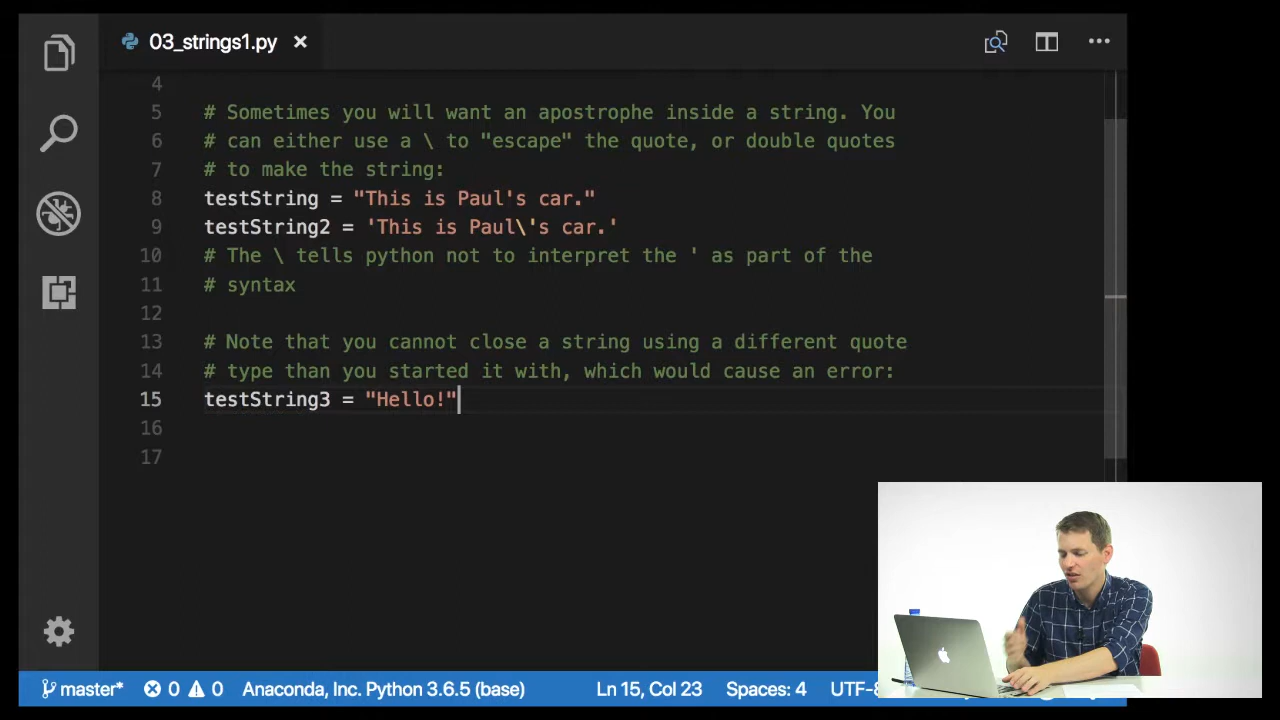 03_strings1.py
4
5 # Sometimes you will want an apostrophe inside a string. You
6 # can either use a \ to "escape" the quote, or double quotes
7 # to make the string:
8 testString = "This is Paul's car."
9 testString2 = 'This is Paul\'s car.'
10 # The \ tells python not to interpret the ' as part of the
11 # syntax
12
13 # Note that you cannot close a string using a different quote
14 # type than you started it with, which would cause an error:
15 testString3 = "Hello!"
16
17
master* 0 0 Anaconda, Inc. Python 3.6.5 (base) Ln 15, Col 23 Spaces: 4